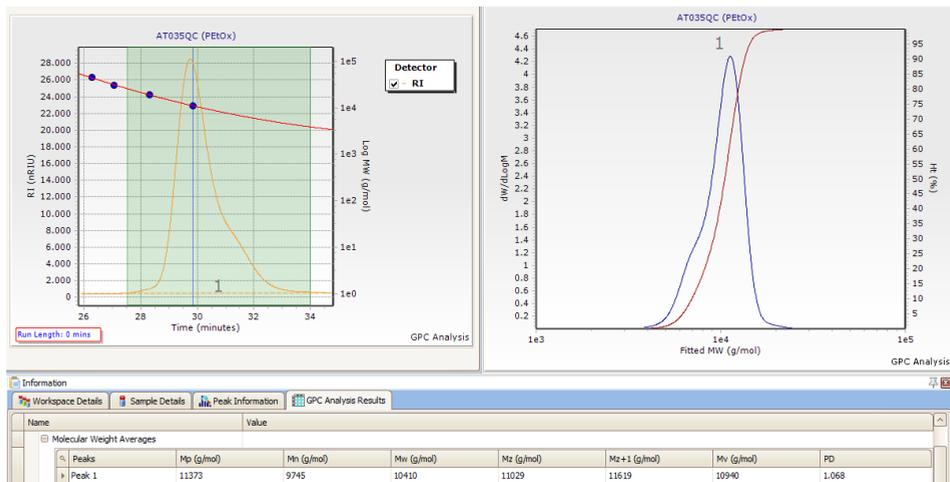 AT03SQC (PEtOx)
28.000
26.000
24.000
22.000
20.000
18.000
16.000
14.000
12.000
10.000
8.000
6.000
4.000
2.000
0
RI (nRIU)
1e5
1e4
1e3
1e2
1e1
1e0
Log MW (g/mol)
1
26 28 30 32 34
Time (minutes)
Run Length: 0 mins
GPC Analysis
Detector
RI
AT03SQC (PEtOx)
1
4.6
4.4
4.2
4
3.8
3.6
3.4
3.2
3
2.8
2.6
2.4
2.2
2
1.8
1.6
1.4
1.2
1
0.8
0.6
0.4
0.2
dW/dLogM
95
90
85
80
75
70
65
60
55
50
45
40
35
30
25
20
15
10
5
Ht (%)
1e3 1e4 1e5
Fitted MW (g/mol)
GPC Analysis
Information
Workspace Details Sample Details Peak Information GPC Analysis Results
Name Value
Molecular Weight Averages
Peaks Mp (g/mol) Mn (g/mol) Mw (g/mol) Mz (g/mol) Mz+1 (g/mol) Mv (g/mol) PD
Peak 1 11373 9745 10410 11029 11619 10940 1.068